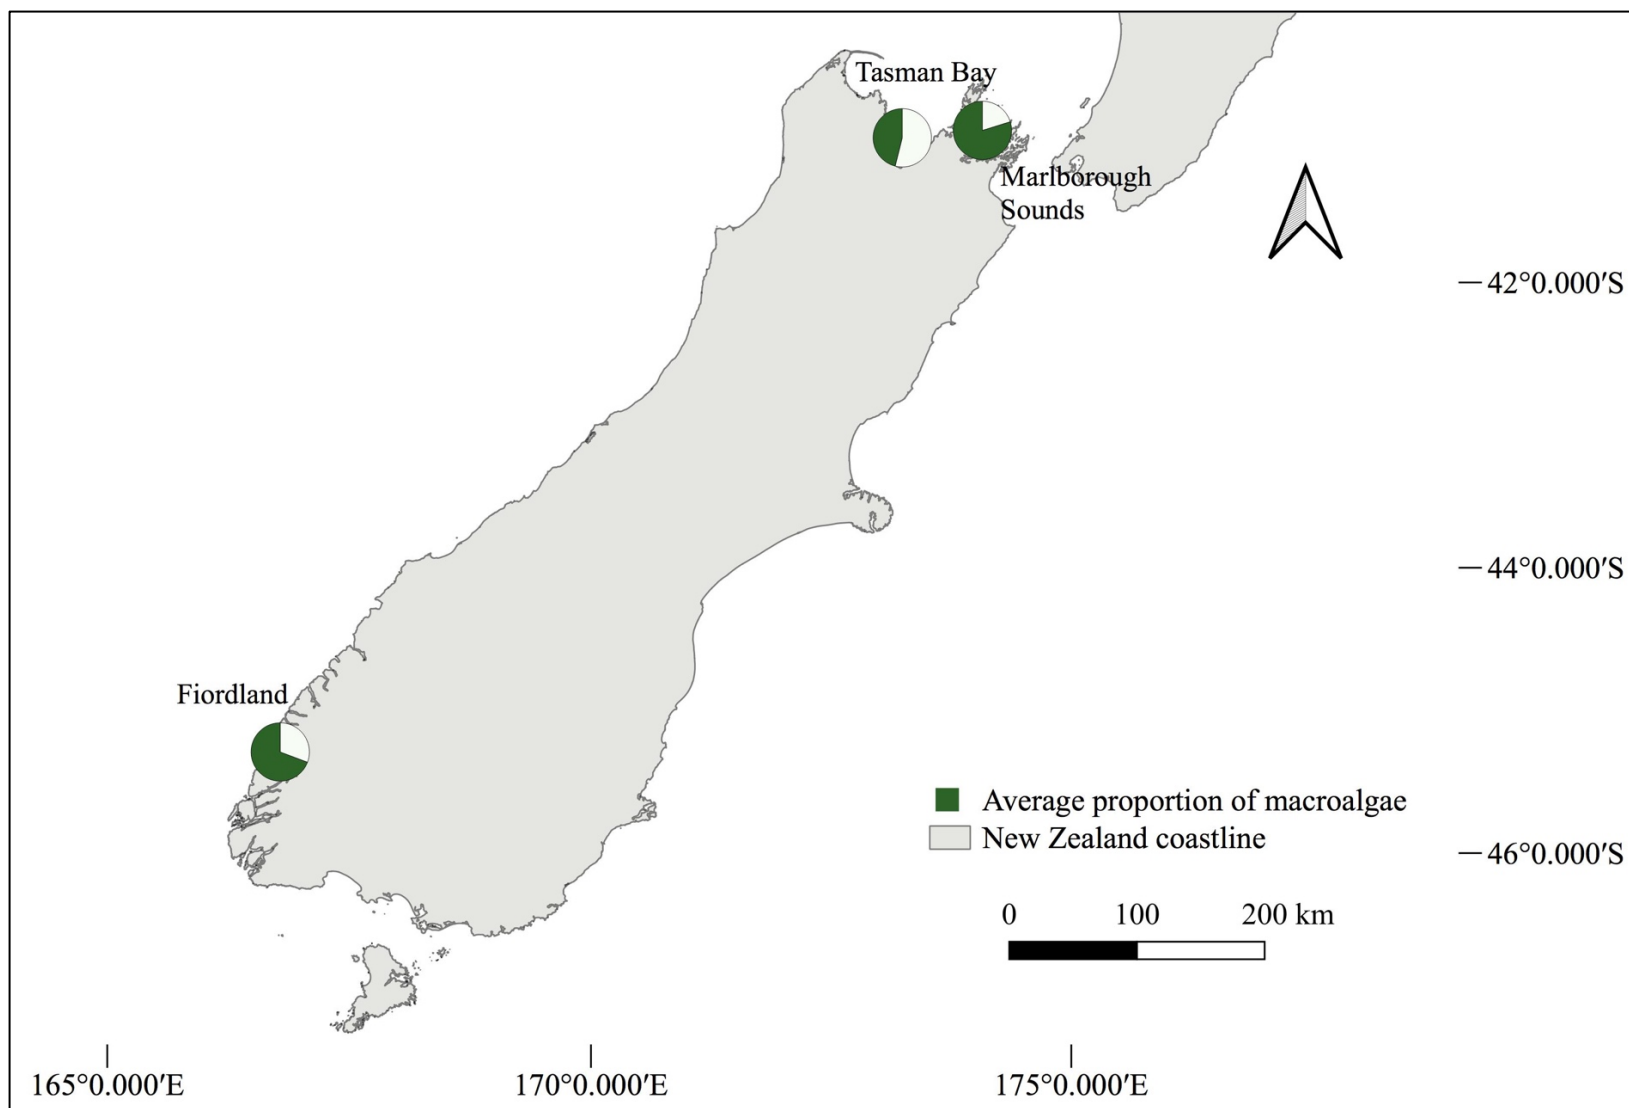 Tasman Bay
Marlborough
Sounds
42°0.000′S
44°0.000′S
Fiordland
Average proportion of macroalgae
New Zealand coastline
46°0.000′S
0 100 200 km
165°0.000′E 170°0.000′E 175°0.000′E